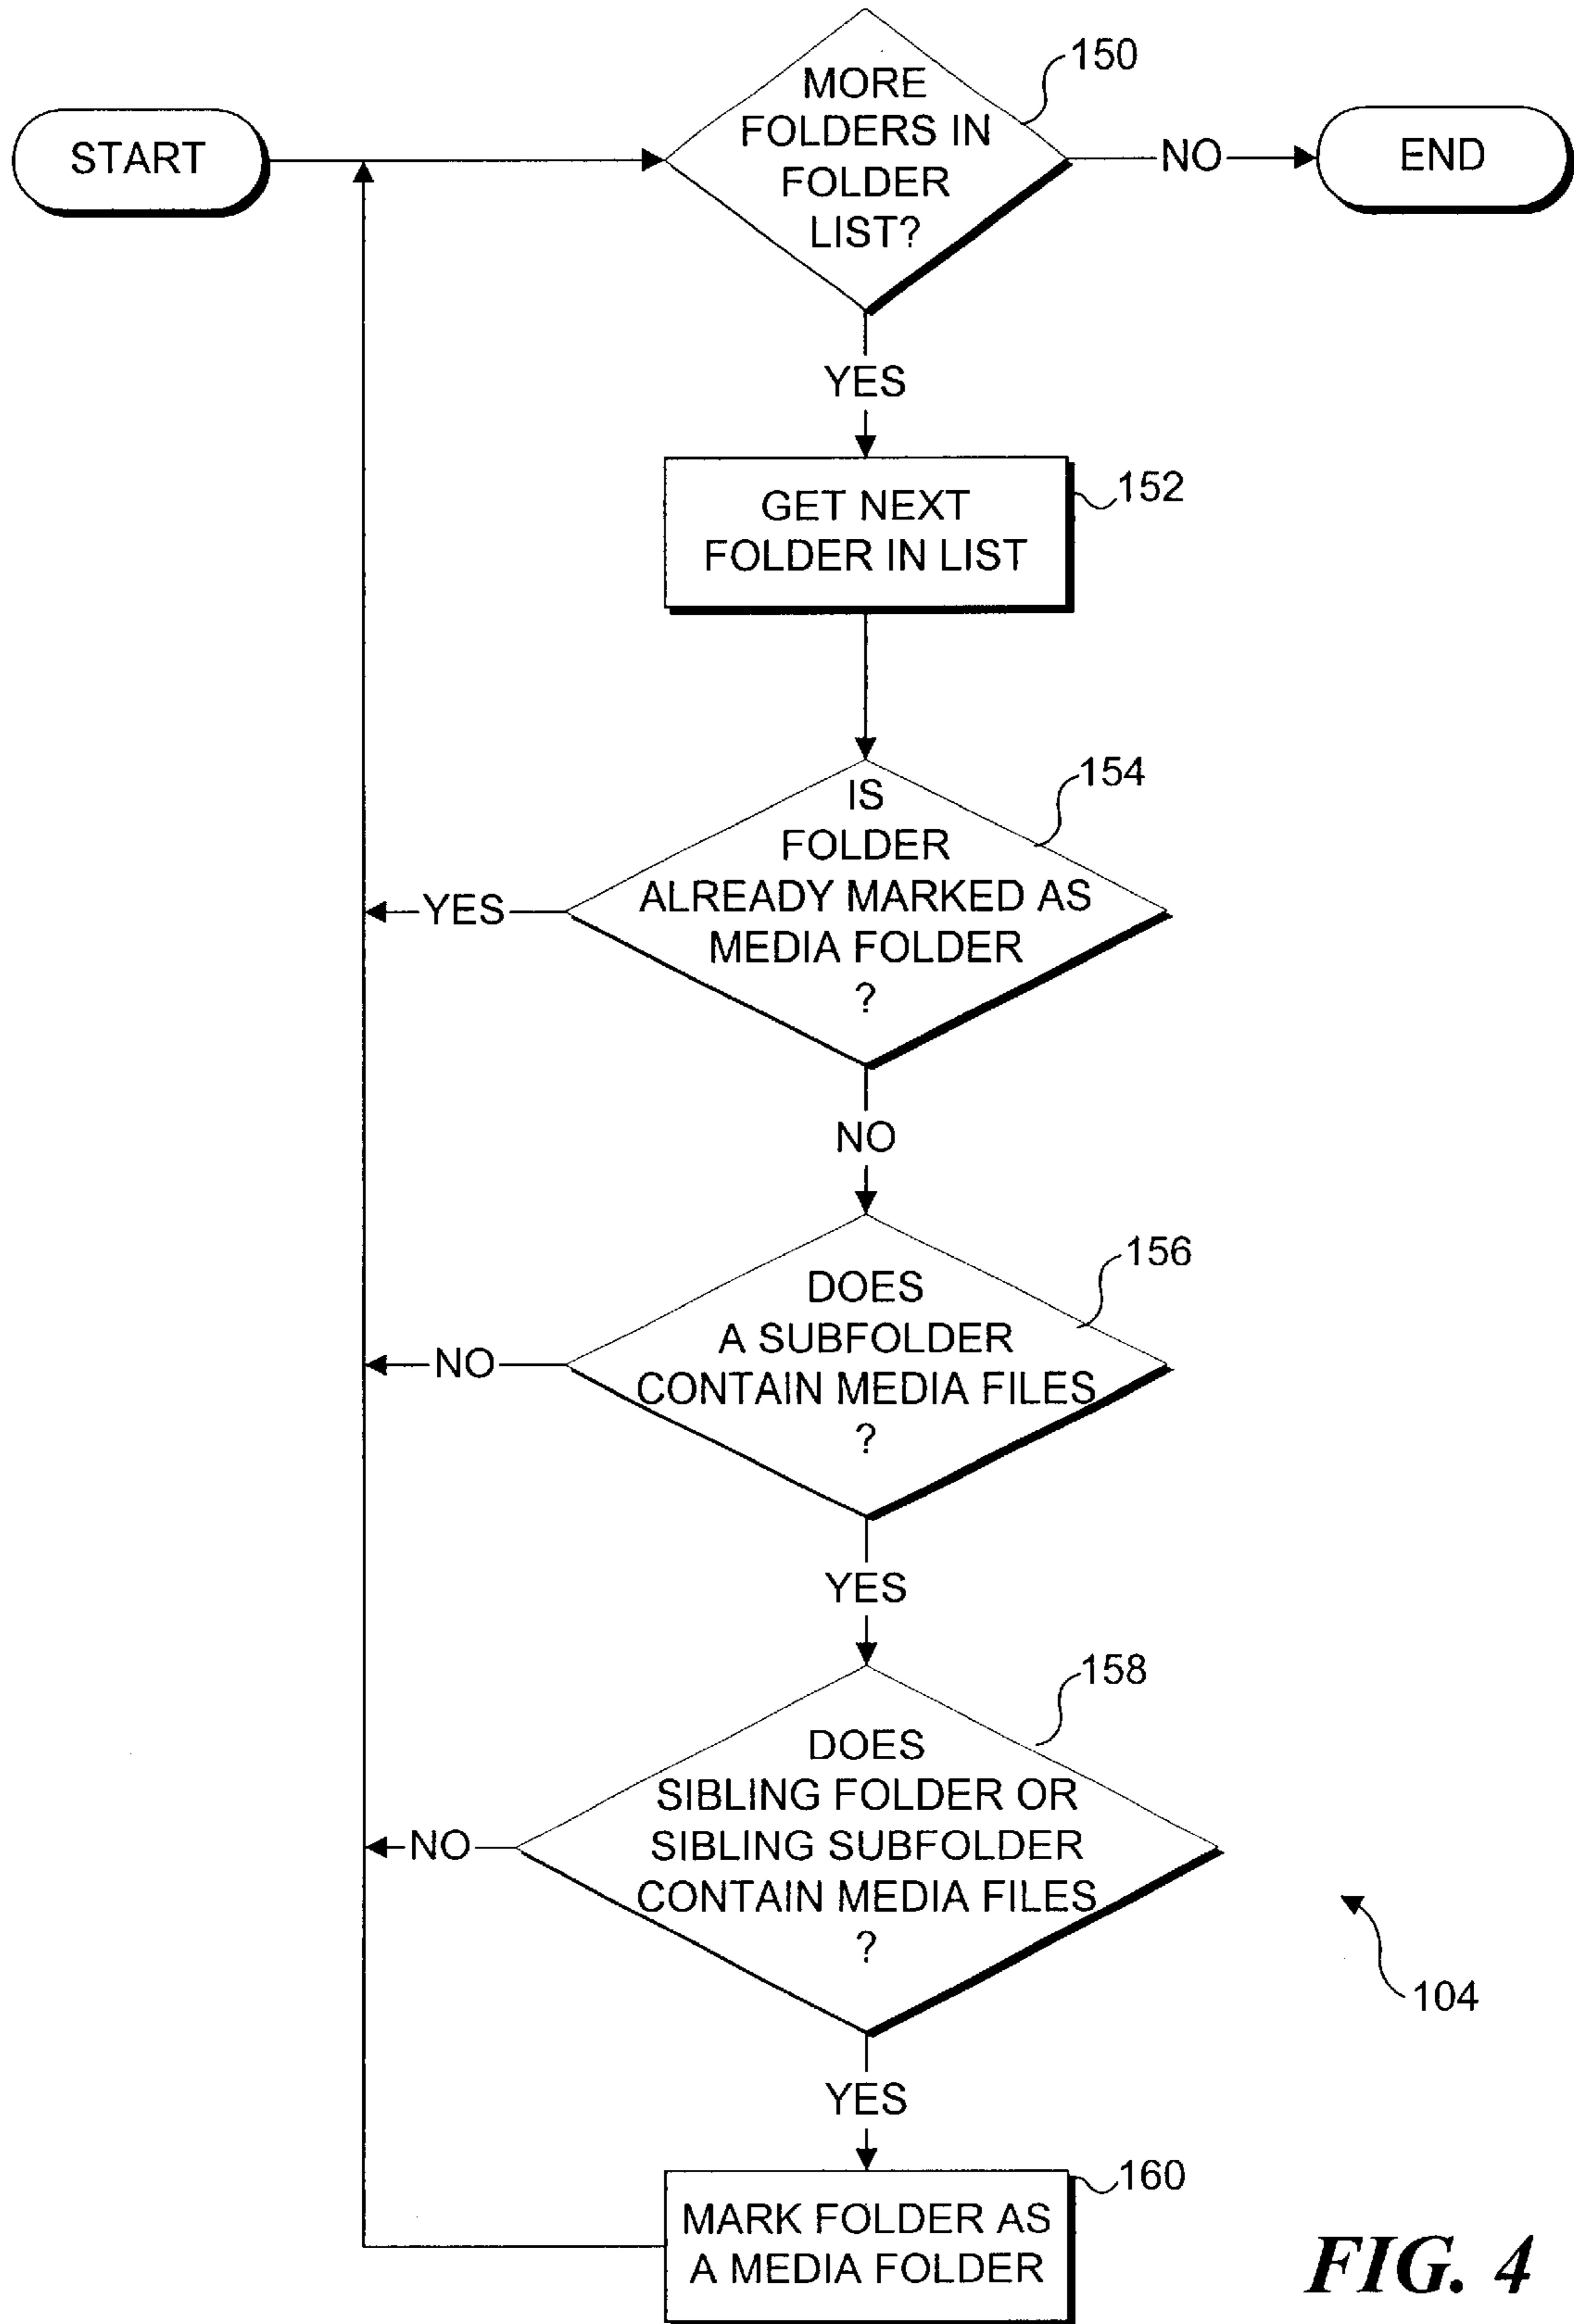 START
MORE
FOLDERS IN
FOLDER
LIST?
150
NO
END
YES
GET NEXT
FOLDER IN LIST
152
IS
FOLDER
ALREADY MARKED AS
MEDIA FOLDER
?
154
YES
NO
DOES
A SUBFOLDER
CONTAIN MEDIA FILES
?
156
NO
YES
DOES
SIBLING FOLDER OR
SIBLING SUBFOLDER
CONTAIN MEDIA FILES
?
158
NO
104
YES
MARK FOLDER AS
A MEDIA FOLDER
160
FIG. 4